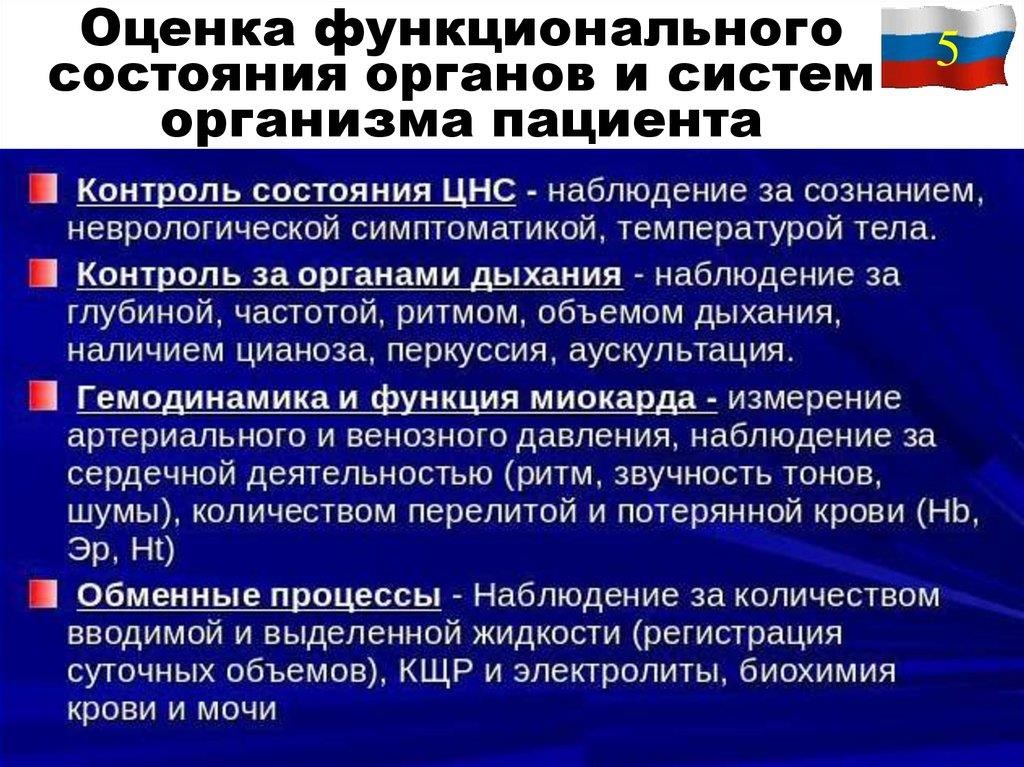 Оценка функционального
состояния органов и систем
организма пациента
5
Контроль состояния ЦНС - наблюдение за сознанием,
неврологической симптоматикой, температурой тела.
Контроль за органами дыхания - наблюдение за
глубиной, частотой, ритмом, объемом дыхания,
наличием цианоза, перкуссия, аускультация.
Гемодинамика и функция миокарда - измерение
артериального и венозного давления, наблюдение за
сердечной деятельностью (ритм, звучность тонов,
шумы), количеством перелитой и потерянной крови (Hb,
Эр, Ht)
Обменные процессы - Наблюдение за количеством
вводимой и выделенной жидкости (регистрация
суточных объемов), КЩР и электролиты, биохимия
крови и мочи